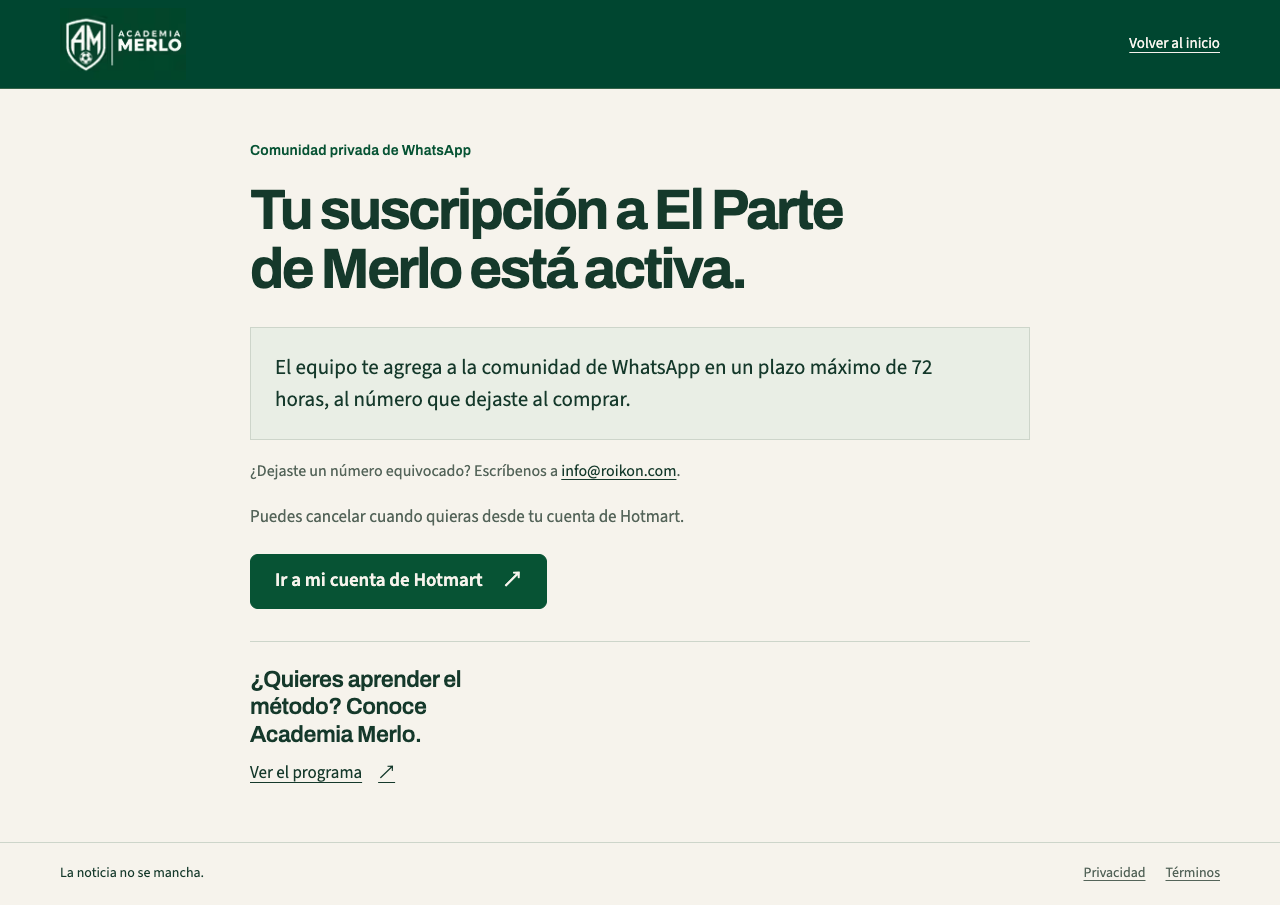 AM
ACADEMIA
MERLO
Volver al inicio
Comunidad privada de WhatsApp
Tu suscripción a El Parte
de Merlo está activa.
El equipo te agrega a la comunidad de WhatsApp en un plazo máximo de 72
horas, al número que dejaste al comprar.
¿Dejaste un número equivocado? Escríbenos a info@roikon.com.
Puedes cancelar cuando quieras desde tu cuenta de Hotmart.
Ir a mi cuenta de Hotmart ↗
¿Quieres aprender el
método? Conoce
Academia Merlo.
Ver el programa ↗
La noticia no se mancha.
Privacidad Términos